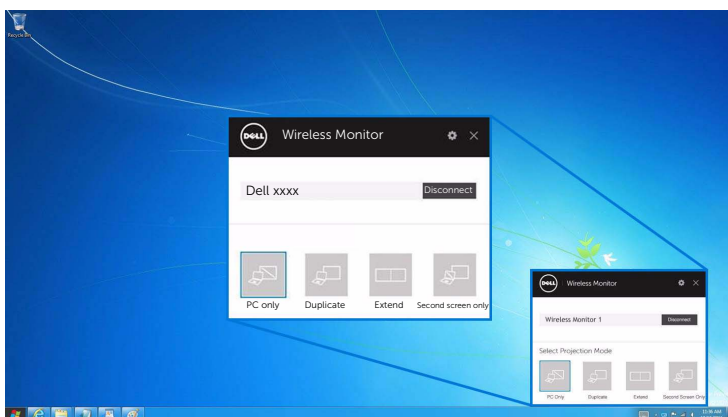 Recycle Bin
DELL Wireless Monitor
Dell xxxx Disconnect
PC only Duplicate Extend Second screen only
DELL Wireless Monitor
Wireless Monitor 1 Disconnect
Select Projection Mode
PC Only Duplicate Extend Second Screen Only